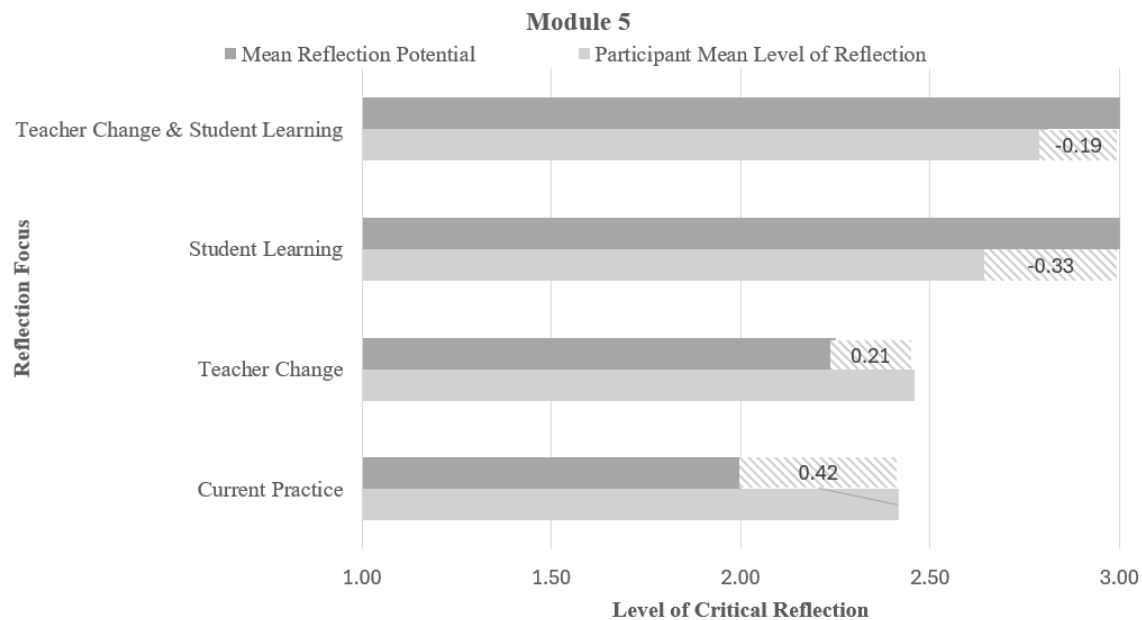 Module 5
Mean Reflection Potential
Participant Mean Level of Reflection
Reflection Focus
Teacher Change & Student Learning
-0.19
Student Learning
-0.33
Teacher Change
0.21
Current Practice
0.42
1.00 1.50 2.00 2.50 3.00
Level of Critical Reflection